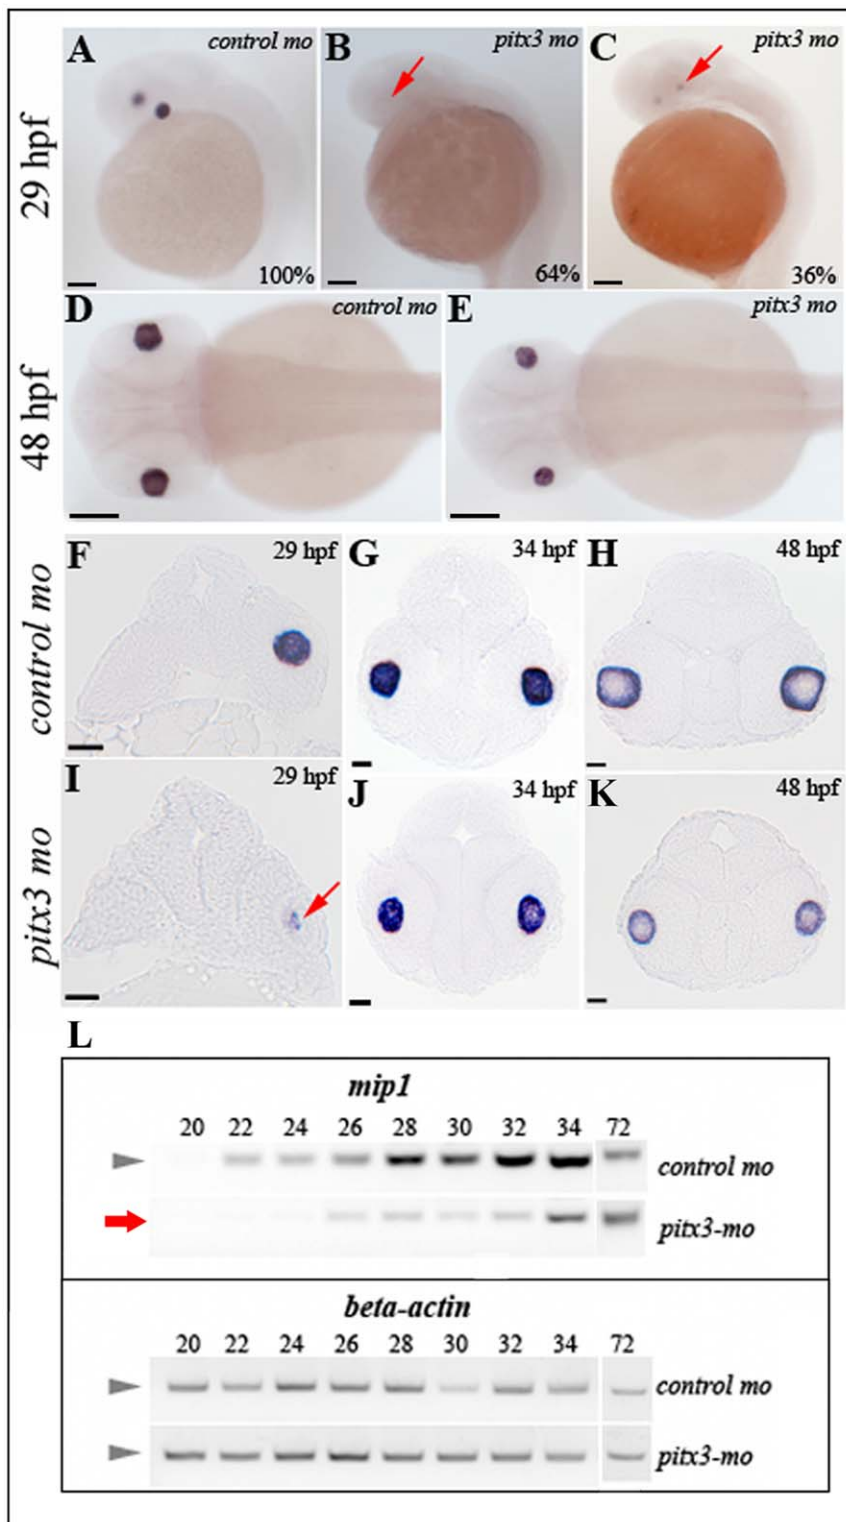 A control mo B pitx3 mo C pitx3 mo
29 hpf
100% 64% 36%
D control mo E pitx3 mo
48 hpf
F 29 hpf G 34 hpf H 48 hpf
control mo
I 29 hpf J 34 hpf K 48 hpf
pitx3 mo
L
mip1
20 22 24 26 28 30 32 34 72
control mo
pitx3-mo
beta-actin
20 22 24 26 28 30 32 34 72
control mo
pitx3-mo